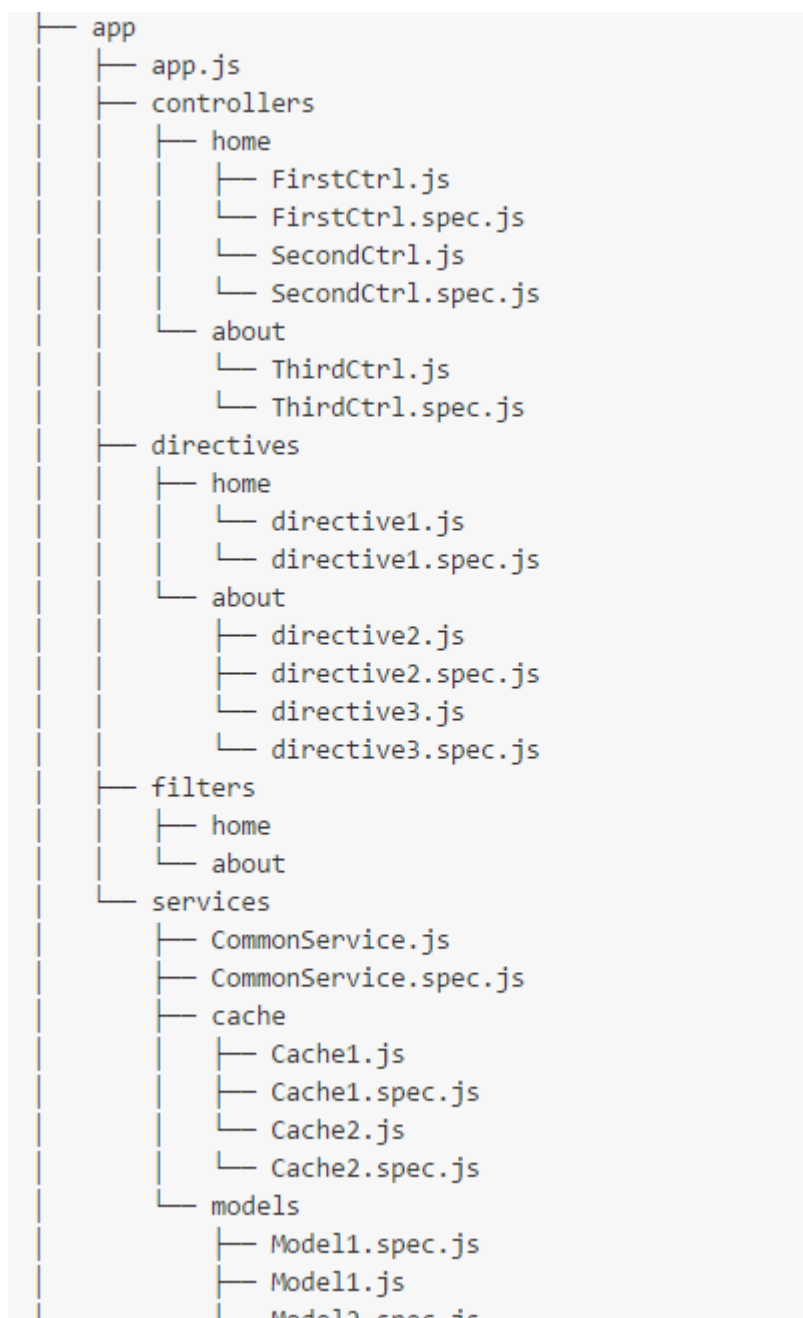 ├── app
│   ├── app.js
│   ├── controllers
│   │   ├── home
│   │   │   ├── FirstCtrl.js
│   │   │   └── FirstCtrl.spec.js
│   │   │   └── SecondCtrl.js
│   │   │   └── SecondCtrl.spec.js
│   │   └── about
│   │       └── ThirdCtrl.js
│   │       └── ThirdCtrl.spec.js
│   ├── directives
│   │   ├── home
│   │   │   └── directive1.js
│   │   │   └── directive1.spec.js
│   │   └── about
│   │       ├── directive2.js
│   │       ├── directive2.spec.js
│   │       └── directive3.js
│   │       └── directive3.spec.js
│   ├── filters
│   │   ├── home
│   │   └── about
│   └── services
│       ├── CommonService.js
│       ├── CommonService.spec.js
│       ├── cache
│       │   ├── Cache1.js
│       │   ├── Cache1.spec.js
│       │   └── Cache2.js
│       │   └── Cache2.spec.js
│       └── models
│           ├── Model1.spec.js
│           ├── Model1.js